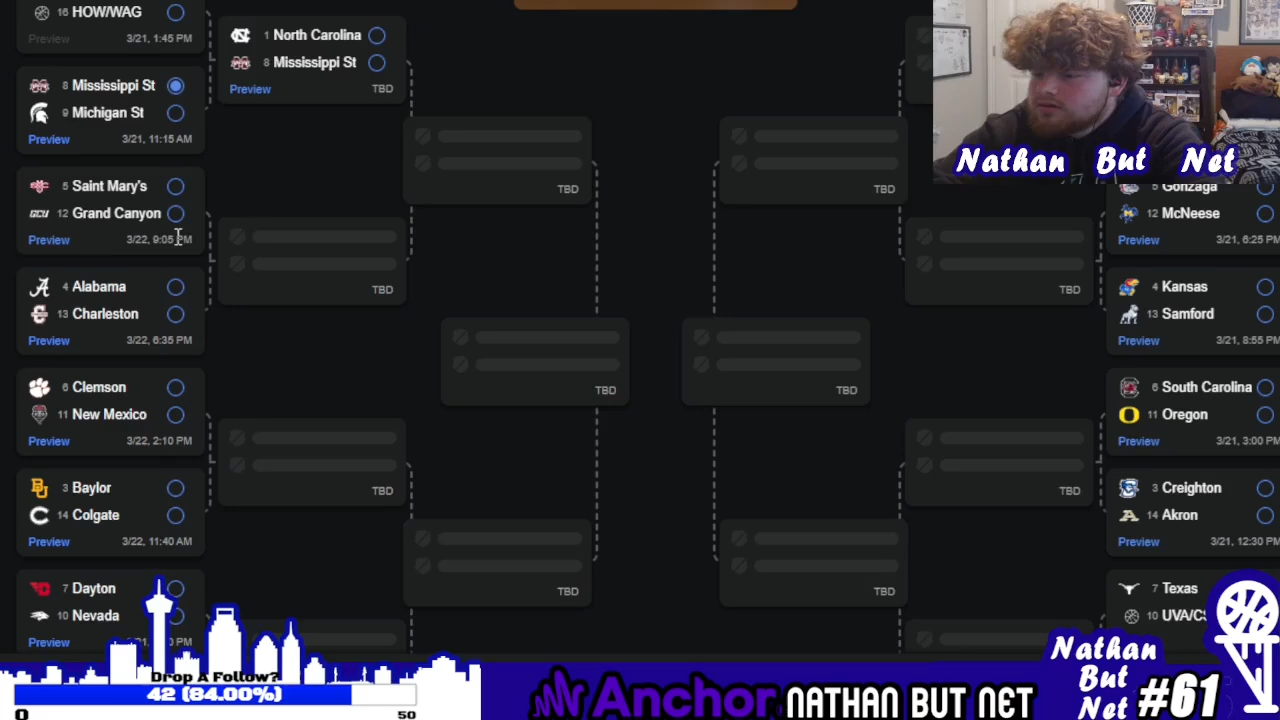 16 HOW/WAG
Preview 3/21, 1:45 PM
8 Mississippi St
9 Michigan St
Preview 3/21, 11:15 AM
5 Saint Mary's
12 Grand Canyon
Preview 3/22, 9:05 PM
4 Alabama
13 Charleston
Preview 3/22, 6:35 PM
6 Clemson
11 New Mexico
Preview 3/22, 2:10 PM
3 Baylor
14 Colgate
Preview 3/22, 11:40 AM
7 Dayton
10 Nevada
Preview
1 North Carolina
8 Mississippi St
Preview TBD
TBD
TBD
TBD
TBD
TBD
TBD
TBD
TBD
TBD
TBD
Nathan But Net
5 Gonzaga
12 McNeese
Preview 3/21, 6:25 PM
4 Kansas
13 Samford
Preview 3/21, 8:55 PM
6 South Carolina
11 Oregon
Preview 3/21, 3:00 PM
3 Creighton
14 Akron
Preview 3/21, 12:30 PM
7 Texas
10 UVA/CS
Drop A Follow?
42 (84.00%)
0 50
Anchor NATHAN BUT NET
Nathan
But
Net #61